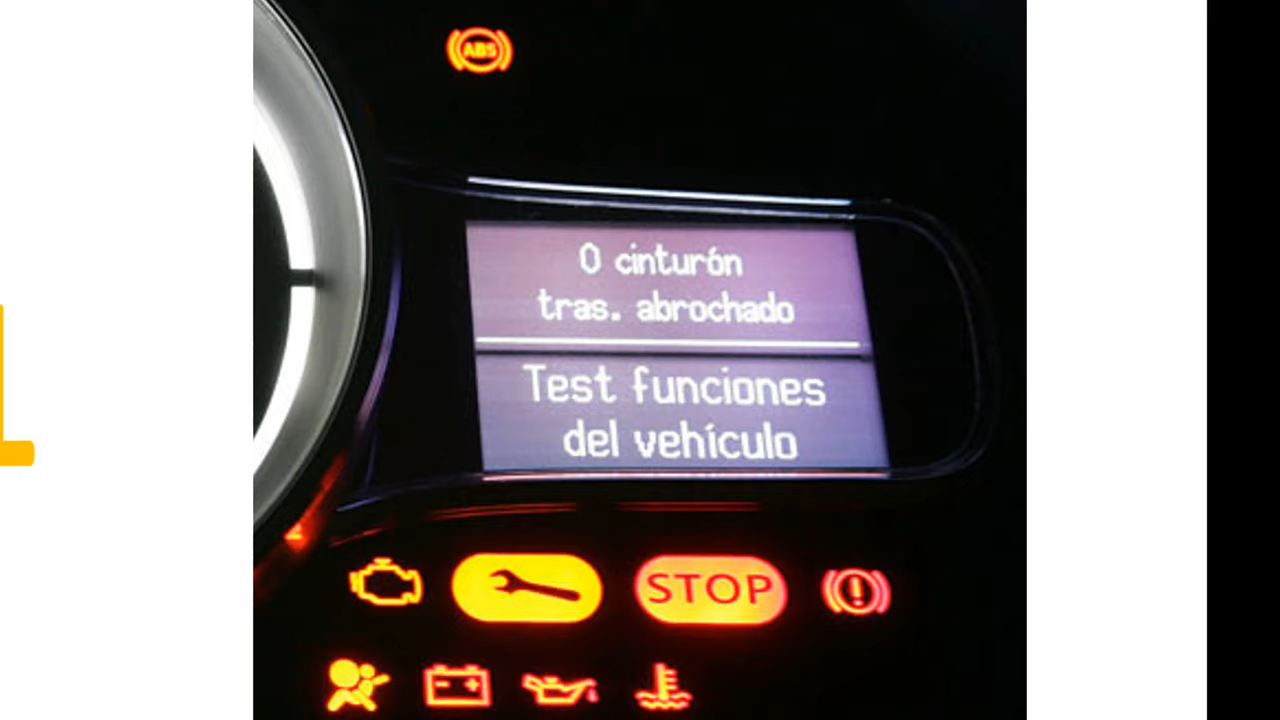 ABS
0 cinturón
tras. abrochado
Test funciones
del vehículo
STOP